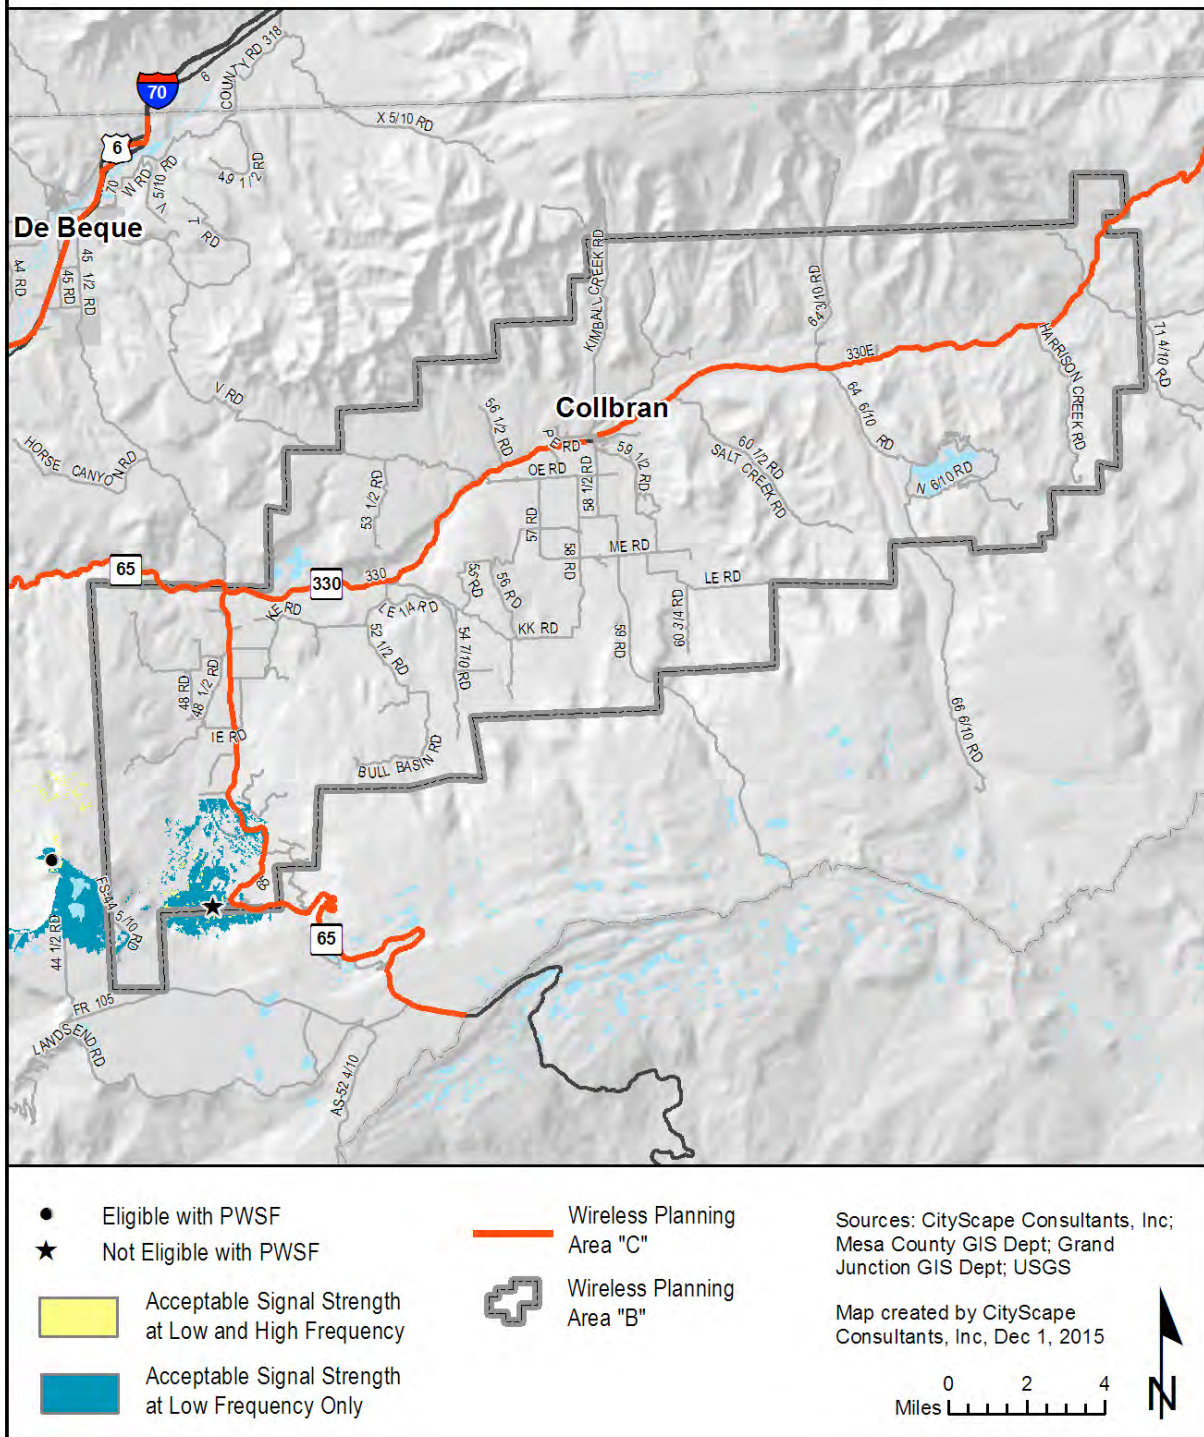 COUNTY RD 318
6
70
X 5/10 RD
6
49 1/2 RD
W RD
V 5/10 RD
70
De Beque
T RD
44 RD
45 RD
45 1/2 RD
KIMBALL CREEK RD
64 3/10 RD
330E
HARRISON CREEK RD
71 4/10 RD
V RD
Collbran
56 1/2 RD
PE RD
64 6/10 RD
HORSE CANYON RD
OE RD
59 1/2 RD
60 1/2 RD
SALT CREEK RD
N 6/10 RD
53 1/2 RD
58 1/2 RD
57 RD
58 RD
ME RD
65
330
330
LE RD
KE RD
LE 1/4 RD
55 RD
56 RD
KK RD
52 1/2 RD
54 7/10 RD
59 RD
60 3/4 RD
48 RD
48 1/2 RD
IE RD
BULL BASIN RD
66 6/10 RD
65
FS-44 5/10 RD
44 1/2 RD
65
FR 105
LANDS END RD
AS-52 4/10
Eligible with PWSF
Not Eligible with PWSF
Acceptable Signal Strength
at Low and High Frequency
Acceptable Signal Strength
at Low Frequency Only
Wireless Planning
Area "C"
Wireless Planning
Area "B"
Sources: CityScape Consultants, Inc;
Mesa County GIS Dept; Grand
Junction GIS Dept; USGS
Map created by CityScape
Consultants, Inc, Dec 1, 2015
0 2 4
Miles
N